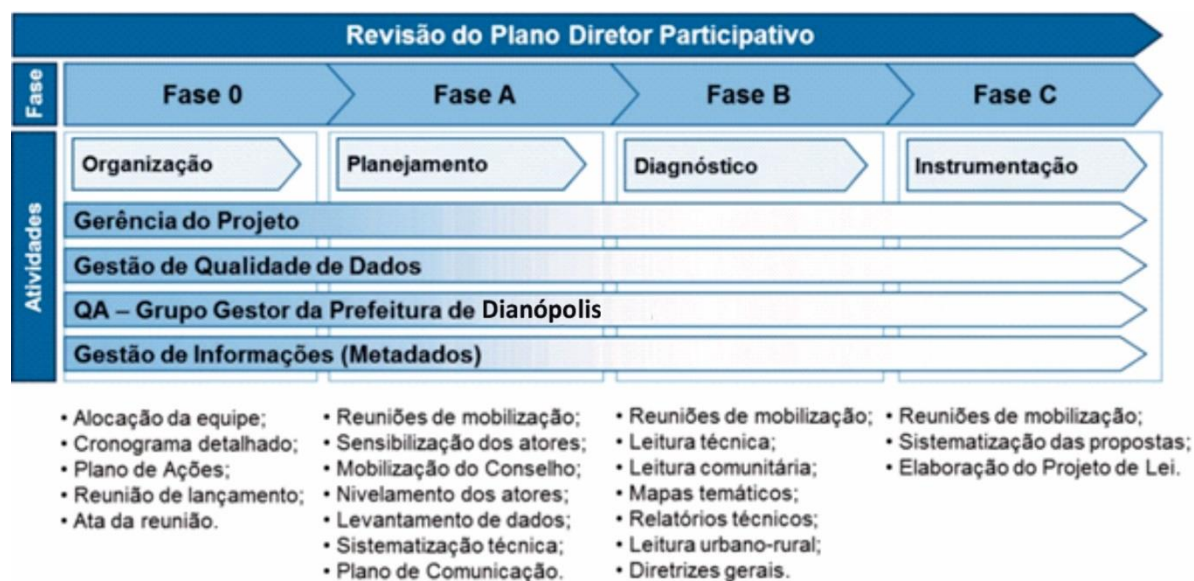 Revisão do Plano Diretor Participativo
Fase
Fase 0
Fase A
Fase B
Fase C
Atividades
Organização
Planejamento
Diagnóstico
Instrumentação
Gerência do Projeto
Gestão de Qualidade de Dados
QA – Grupo Gestor da Prefeitura de Dianópolis
Gestão de Informações (Metadados)
• Alocação da equipe;
• Cronograma detalhado;
• Plano de Ações;
• Reunião de lançamento;
• Ata da reunião.
• Reuniões de mobilização;
• Sensibilização dos atores;
• Mobilização do Conselho;
• Nivelamento dos atores;
• Levantamento de dados;
• Sistematização técnica;
• Plano de Comunicação.
• Reuniões de mobilização;
• Leitura técnica;
• Leitura comunitária;
• Mapas temáticos;
• Relatórios técnicos;
• Leitura urbano-rural;
• Diretrizes gerais.
• Reuniões de mobilização;
• Sistematização das propostas;
• Elaboração do Projeto de Lei.